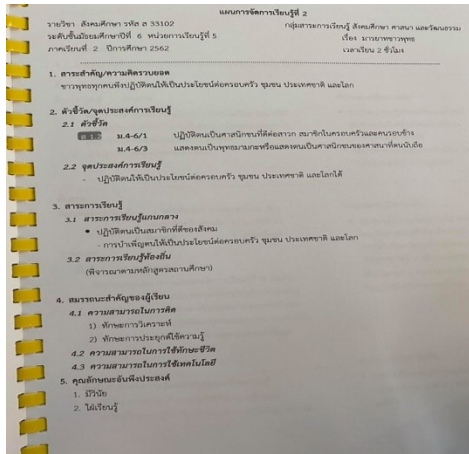 แผนการจัดการเรียนรู้ที่ 2
รายวิชา สังคมศึกษา รหัส ส 33102 กลุ่มสาระการเรียนรู้ สังคมศึกษา ศาสนา และวัฒนธรรม
ระดับชั้นมัธยมศึกษาปีที่ 6 หน่วยการเรียนรู้ที่ 5 เรื่อง มารยาทชาวพุทธ
ภาคเรียนที่ 2 ปีการศึกษา 2562 เวลาเรียน 2 ชั่วโมง
1. สาระสำคัญ/ความคิดรวบยอด
ชาวพุทธทุกคนพึงปฏิบัติตนให้เป็นประโยชน์ต่อครอบครัว ชุมชน ประเทศชาติ และโลก
2. ตัวชี้วัด/จุดประสงค์การเรียนรู้
2.1 ตัวชี้วัด
ส 1.2 ม.4-6/1 ปฏิบัติตนเป็นศาสนิกชนที่ดีต่อสาวก สมาชิกในครอบครัวและคนรอบข้าง
ม.4-6/3 แสดงตนเป็นพุทธมามกะหรือแสดงตนเป็นศาสนิกชนของศาสนาที่ตนนับถือ
2.2 จุดประสงค์การเรียนรู้
- ปฏิบัติตนให้เป็นประโยชน์ต่อครอบครัว ชุมชน ประเทศชาติ และโลกได้
3. สาระการเรียนรู้
3.1 สาระการเรียนรู้แกนกลาง
• ปฏิบัติตนเป็นสมาชิกที่ดีของสังคม
- การบำเพ็ญตนให้เป็นประโยชน์ต่อครอบครัว ชุมชน ประเทศชาติ และโลก
3.2 สาระการเรียนรู้ท้องถิ่น
(พิจารณาตามหลักสูตรสถานศึกษา)
4. สมรรถนะสำคัญของผู้เรียน
4.1 ความสามารถในการคิด
1) ทักษะการวิเคราะห์
2) ทักษะการประยุกต์ใช้ความรู้
4.2 ความสามารถในการใช้ทักษะชีวิต
4.3 ความสามารถในการใช้เทคโนโลยี
5. คุณลักษณะอันพึงประสงค์
1. มีวินัย
2. ใฝ่เรียนรู้